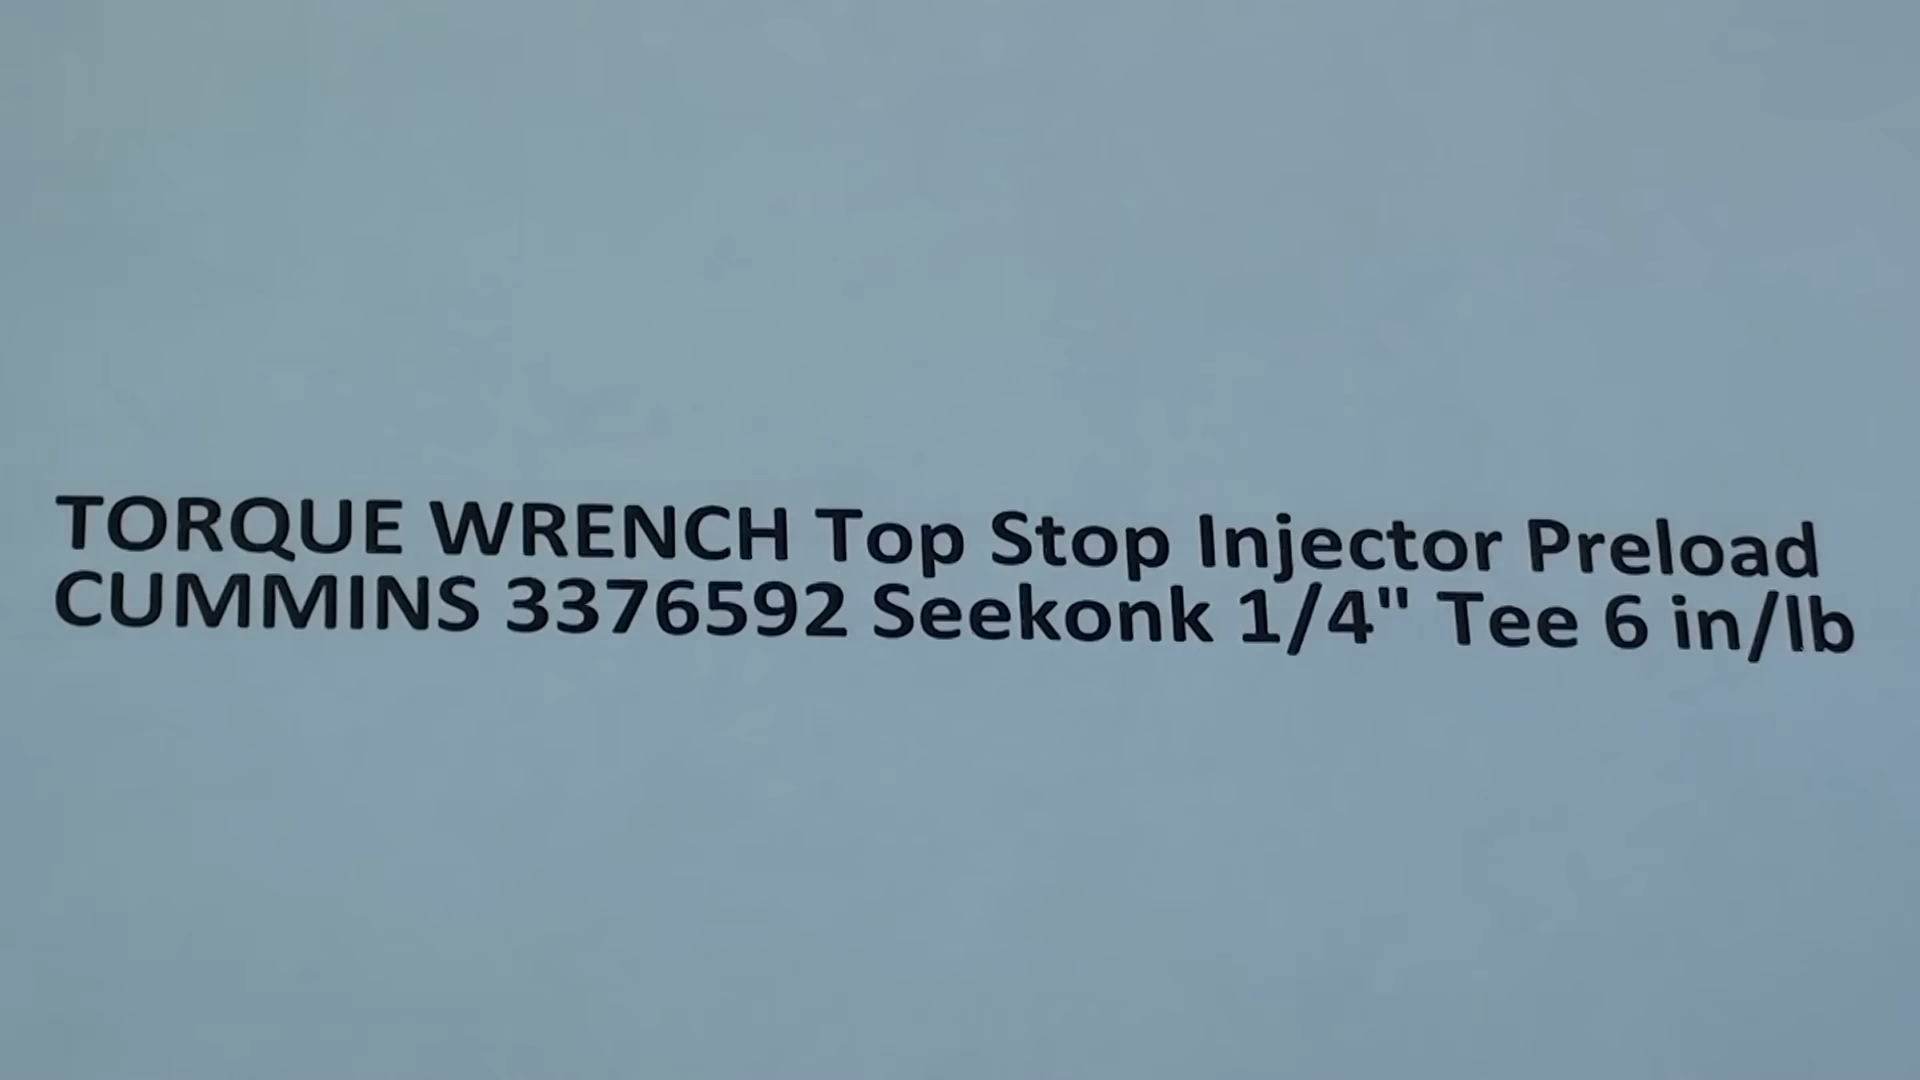 TORQUE WRENCH Top Stop Injector Preload
CUMMINS 3376592 Seekonk 1/4" Tee 6 in/lb